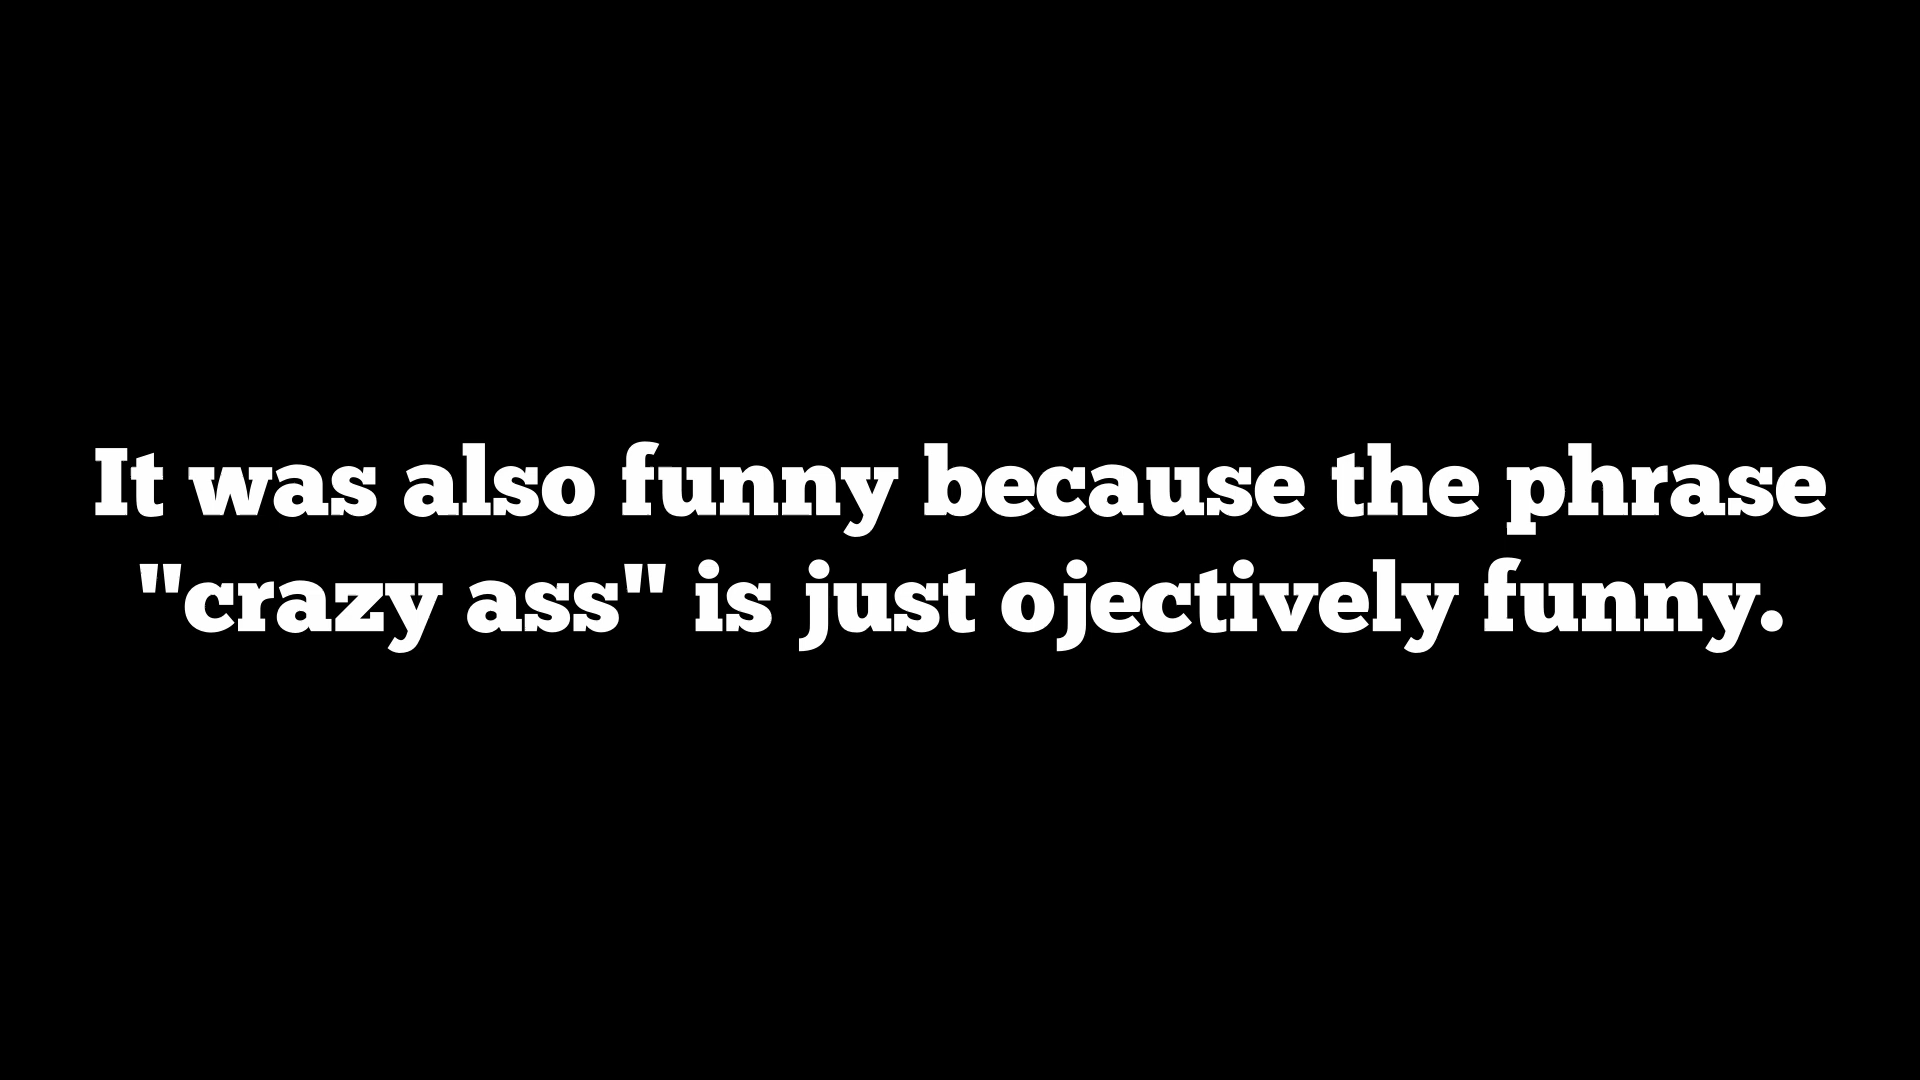 It was also funny because the phrase
"crazy ass" is just ojectively funny.